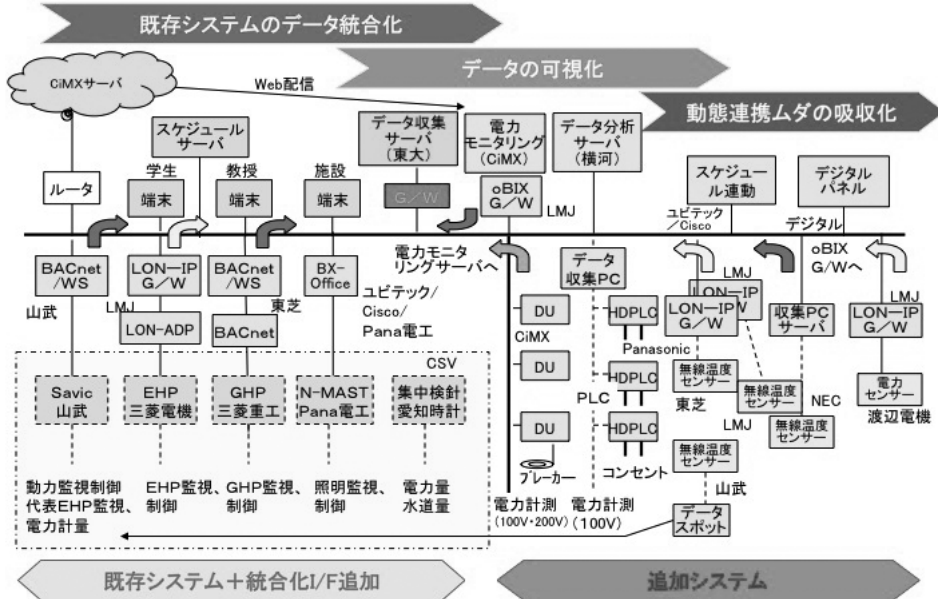 既存システムのデータ統合化
データの可視化
動態連携ムダの吸収化
CiMXサーバ
Web配信
スケジュール
サーバ
データ収集
サーバ
(東大)
電力
モニタリング
(CiMX)
データ分析
サーバ
(横河)
スケジュ
ール連動
デジタル
パネル
ルータ
学生
端末
教授
端末
施設
端末
G/W
oBIX
G/W
LMJ
ユビテック
/Cisco
デジタル
BACnet
/WS
山武
LON-IP
G/W
LMJ
LON-ADP
BACnet
/WS
東芝
BACnet
BX-
Office
ユビテック/
Cisco/
Pana電工
電力モニタ
リングサーバへ
データ
収集PC
LMJ
LON-IP
G/W
LON-IP
G/W
収集PC
サーバ
oBIX
G/Wへ
LMJ
LON-IP
G/W
DU
CiMX
DU
DU
ブレーカー
HDPLC
Panasonic
HDPLC
PLC
HDPLC
コンセント
無線温度
センサー
東芝
無線温度
センサー
NEC
LMJ
無線温度
センサー
無線温度
センサー
電力
センサー
渡辺電機
山武
データ
スポット
CSV
Savic
山武
EHP
三菱電機
GHP
三菱重工
N-MAST
Pana電工
集中検針
愛知時計
動力監視制御
代表EHP監視、
電力計量
EHP監視、
制御
GHP監視、
制御
照明監視、
制御
電力量
水道量
電力計測
(100V・200V)
電力計測
(100V)
既存システム+統合化I/F追加
追加システム